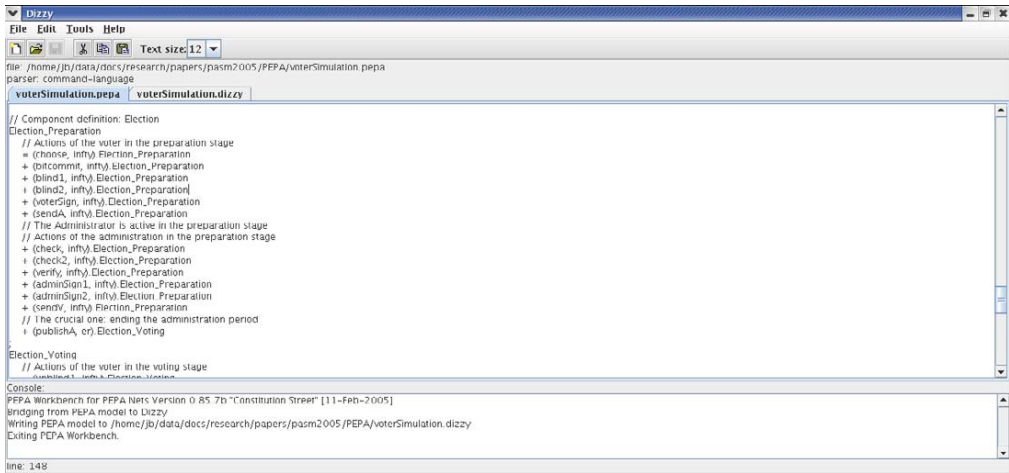 Dizzy
File Edit Tools Help
Text size: 12
file: /home/jb/data/docs/research/papers/pasm2005/PEPA/voterSimulation.pepa
parser: command-language
voterSimulation.pepa voterSimulation.dizzy
// Component definition: Election
Election_Preparation
// Actions of the voter in the preparation stage
= (choose, infty).Election_Preparation
+ (bitcommit, infty).Election_Preparation
+ (blind1, infty).Election_Preparation
+ (blind2, infty).Election_Preparation
+ (voterSign, infty).Election_Preparation
+ (sendA, infty).Election_Preparation
// The Administrator is active in the preparation stage
// Actions of the administration in the preparation stage
+ (check, infty).Election_Preparation
+ (check2, infty).Election_Preparation
+ (verify, infty).Election_Preparation
+ (adminSign1, infty).Election_Preparation
+ (adminSign2, infty).Election_Preparation
+ (sendV, infty).Election_Preparation
// The crucial one: ending the administration period
+ (publishA, er).Election_Voting
;
Election_Voting
// Actions of the voter in the voting stage
Console:
PEPA Workbench for PEPA Nets Version 0.85.7b "Constitution Street" [11-Feb-2005]
Bridging from PEPA model to Dizzy
Writing PEPA model to /home/jb/data/docs/research/papers/pasm2005/PEPA/voterSimulation.dizzy
Exiting PEPA Workbench.
line: 148